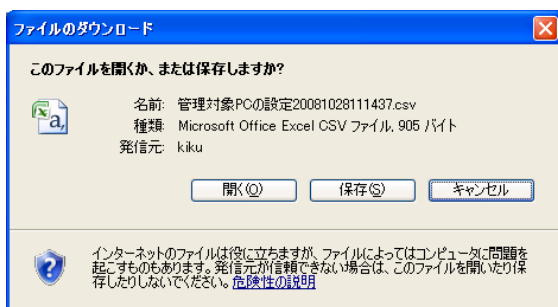 ファイルのダウンロード
このファイルを開くか、または保存しますか?
名前: 管理対象PCの設定20081028111437.csv
種類: Microsoft Office Excel CSV ファイル, 905 バイト
発信元: kiku
開く(O) 保存(S) キャンセル
インターネットのファイルは役に立ちますが、ファイルによってはコンピュータに問題を
起こすものもあります。発信元が信頼できない場合は、このファイルを開いたり保
存したりしないでください。危険性の説明